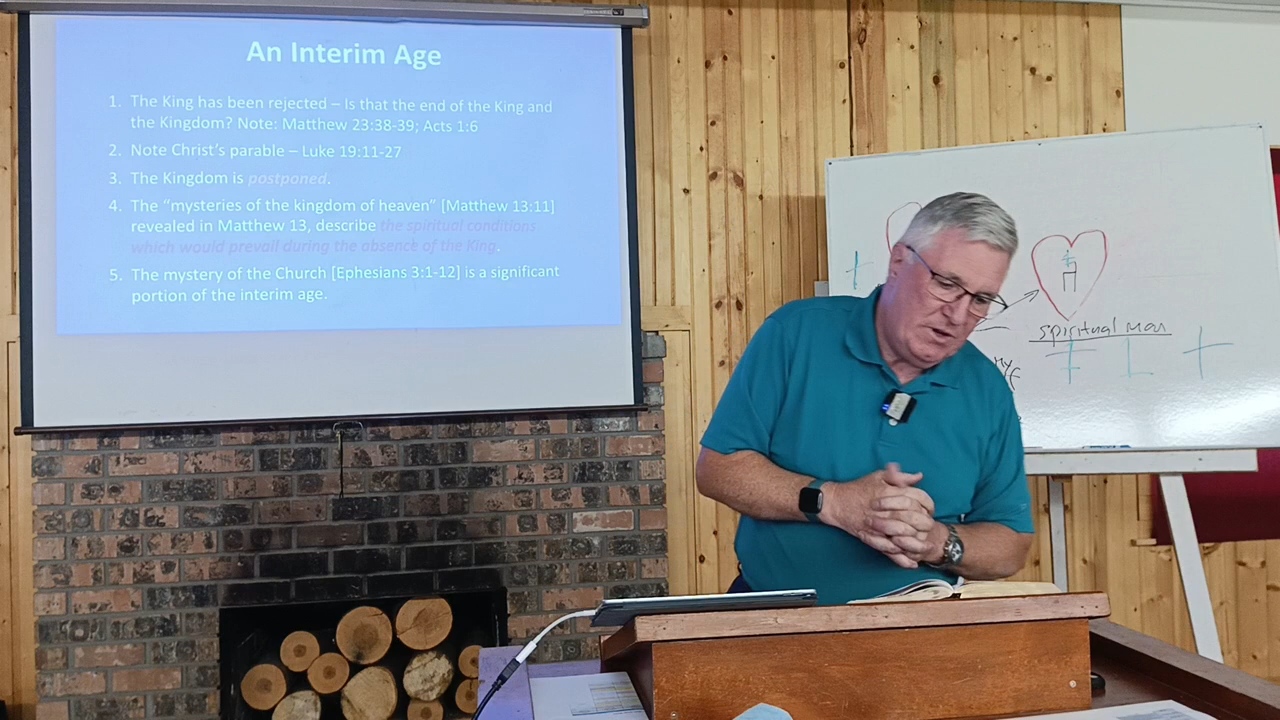 An Interim Age
1. The King has been rejected – Is that the end of the King and
the Kingdom? Note: Matthew 23:38-39; Acts 1:6
2. Note Christ's parable – Luke 19:11-27
3. The Kingdom is postponed.
4. The "mysteries of the kingdom of heaven" [Matthew 13:11]
revealed in Matthew 13, describe the spiritual conditions
which would prevail during the absence of the King.
5. The mystery of the Church [Ephesians 3:1-12] is a significant
portion of the interim age.
spiritual man